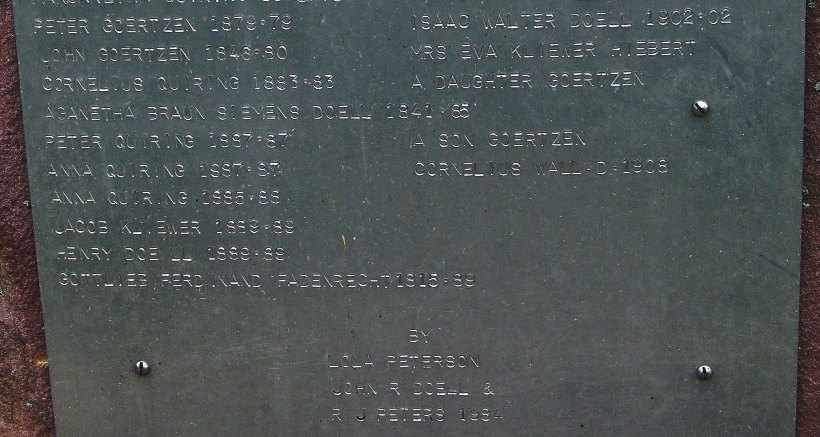 PETER GOERTZEN 1879-79
JOHN GOERTZEN 1846-80
CORNELIUS QUIRING 1883-83
AGANETHA BRAUN SIEMENS DOELL 1841-85
PETER QUIRING 1887-87
ANNA QUIRING 1887-87
ANNA QUIRING 1885-88
JACOB KLIEWER 1889-89
HENRY DOELL 1889-89
GOTTLIEB FERDINAND FADENRECHT 1815-89
ISAAC WALTER DOELL 1902-02
MRS EVA KLIEWER HIEBERT
A DAUGHTER GOERTZEN
A SON GOERTZEN
CORNELIUS WALL D-1908
BY
LOLA PETERSON
JOHN R DOELL &
R J PETERS 1984